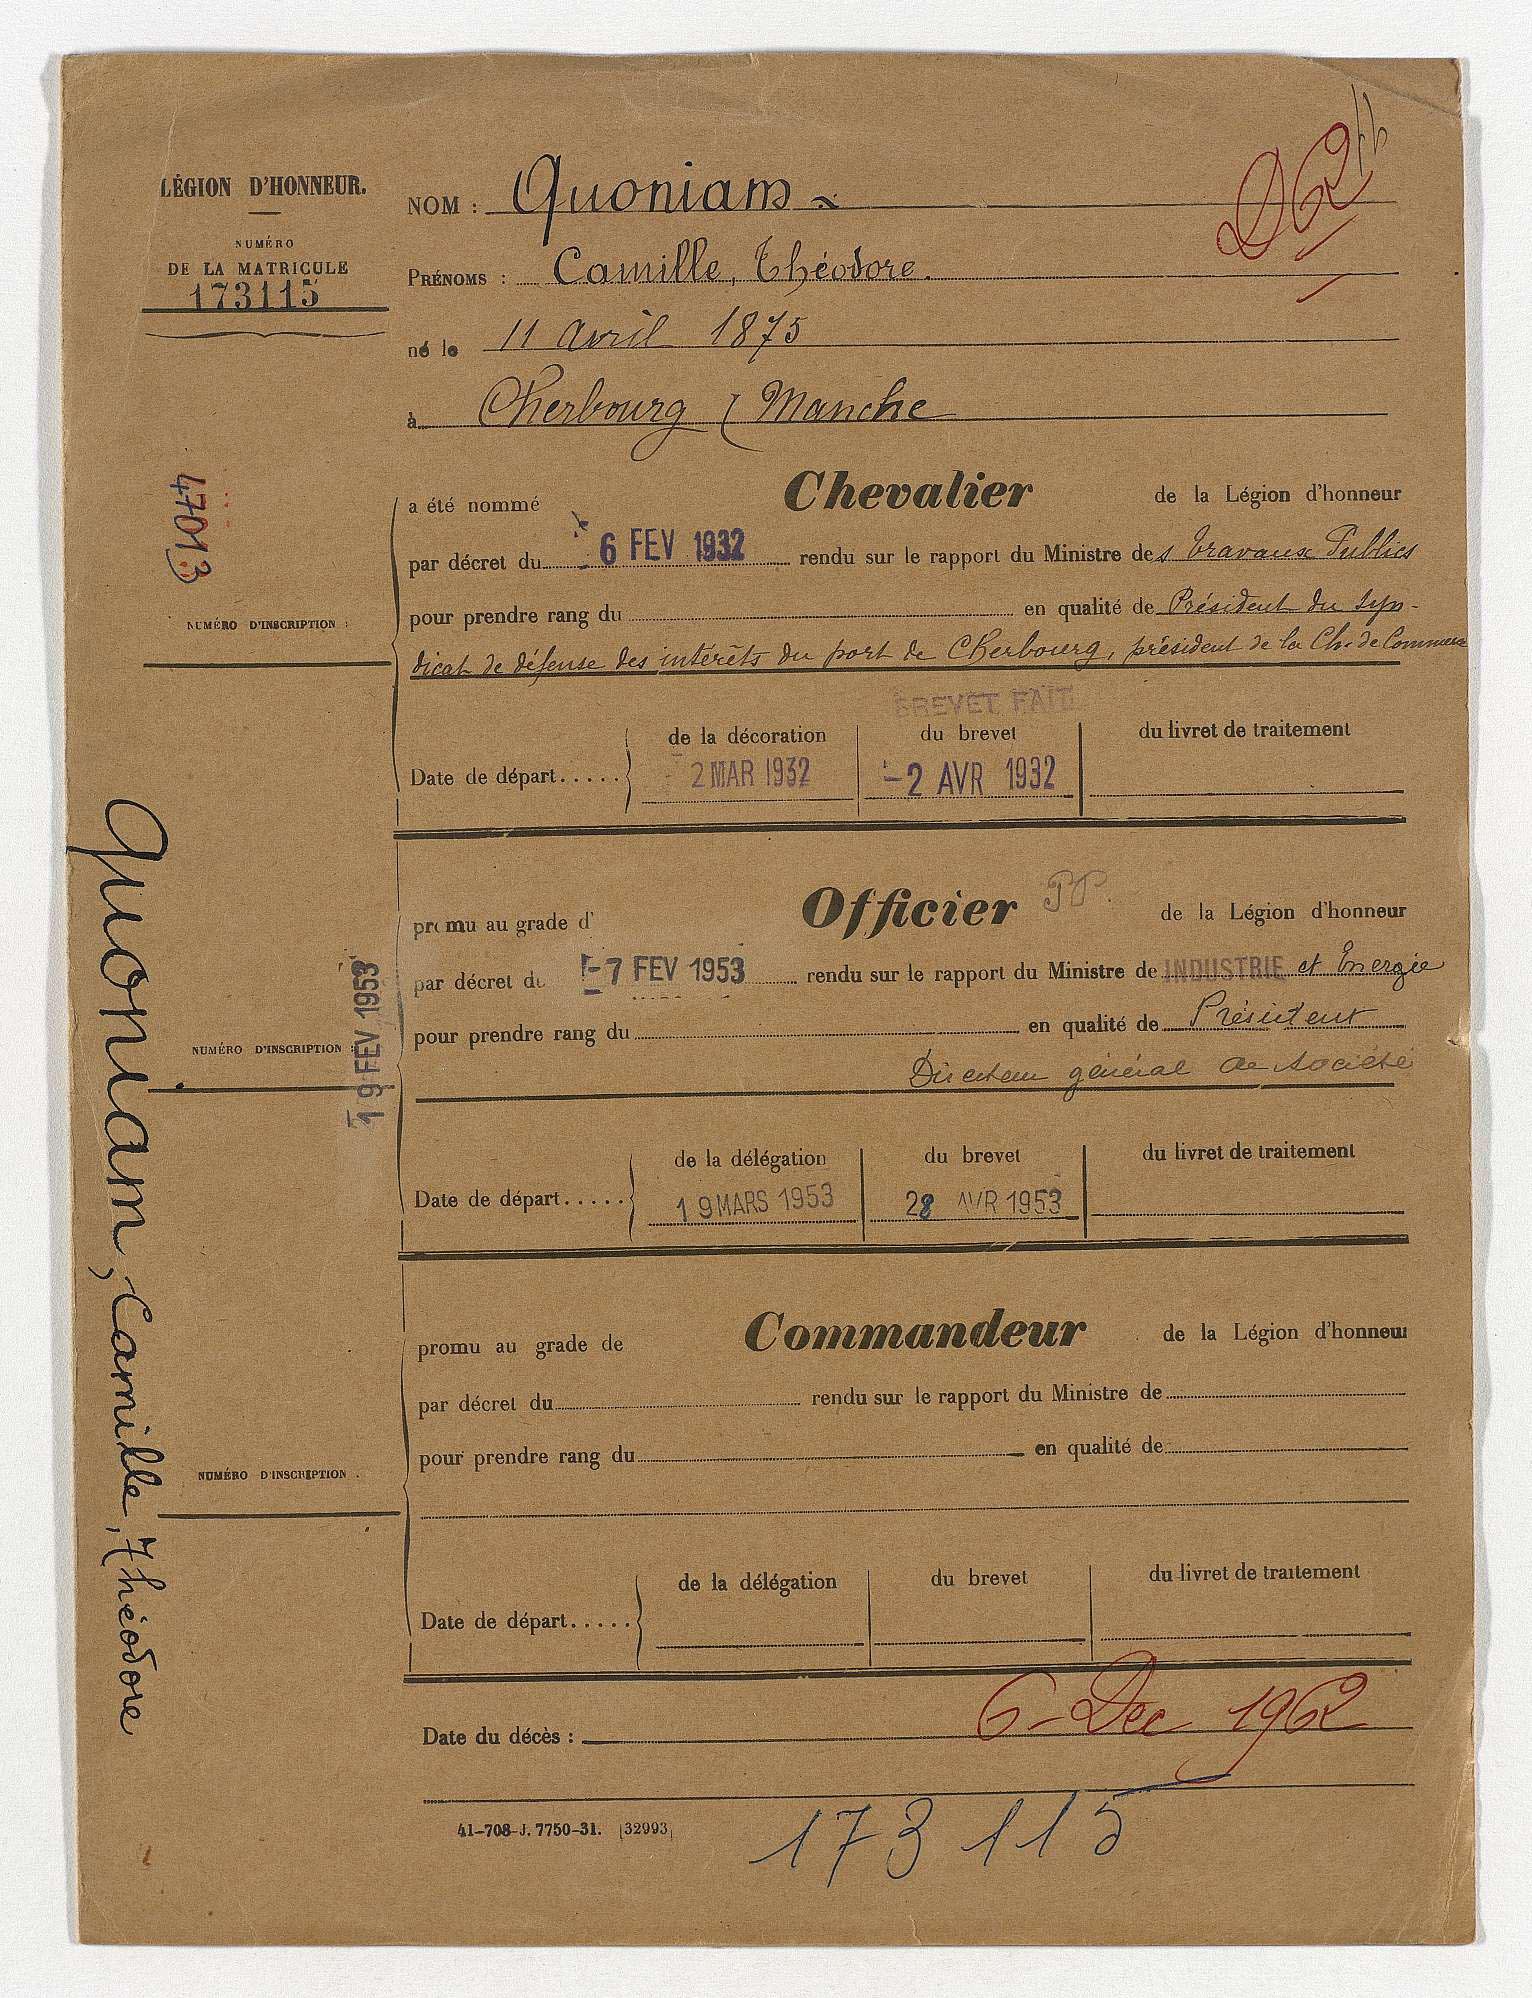 LÉGION D'HONNEUR.
NUMÉRO
DE LA MATRICULE
173115
NOM : Quoniam
PRÉNOMS : Camille, Théodore.
né le 11 avril 1875
à Cherbourg (Manche
D 62
47013
a été nommé Chevalier de la Légion d'honneur
par décret du 6 FEV 1932 rendu sur le rapport du Ministre des Travaux Publics
pour prendre rang du en qualité de Président du Syn-
dicat de défense des intérêts du port de Cherbourg, président de la Ch. de Commerce
NUMÉRO D'INSCRIPTION :
BREVET FAIT
de la décoration du brevet du livret de traitement
Date de départ..... 2 MAR 1932 -2 AVR 1932
promu au grade d' Officier de la Légion d'honneur
par décret du -7 FEV 1953 rendu sur le rapport du Ministre de INDUSTRIE et Energie
pour prendre rang du en qualité de Président
Directeur général de société
NUMÉRO D'INSCRIPTION :
19 FEV 1953
de la délégation du brevet du livret de traitement
Date de départ..... 19 MARS 1953 28 AVR 1953
promu au grade de Commandeur de la Légion d'honneur
par décret du rendu sur le rapport du Ministre de
pour prendre rang du en qualité de
NUMÉRO D'INSCRIPTION .
de la délégation du brevet du livret de traitement
Date de départ.....
Date du décès : 6 - Dec 1962
41-708-J. 7750-31. [32993]
173115
Quoniam, Camille, Théodore